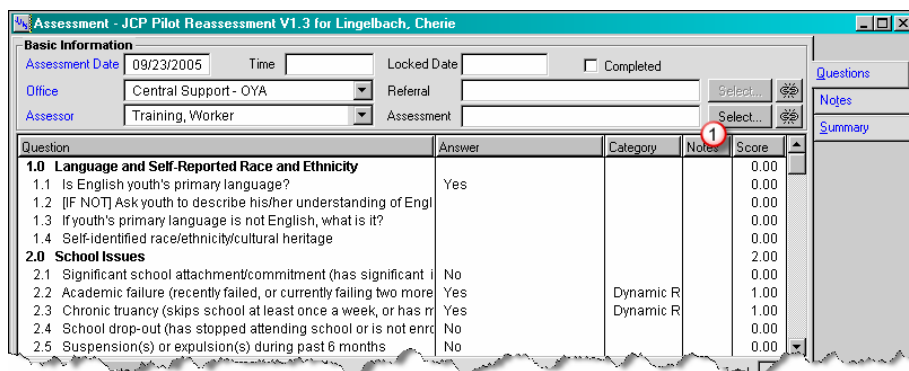 Assessment - JCP Pilot Reassessment V1.3 for Lingelbach, Cherie
Basic Information
Assessment Date 09/23/2005 Time Locked Date Completed
Office Central Support - OYA Referral Select...
Assessor Training, Worker Assessment Select...
Questions
Notes
Summary
1
Question Answer Category Notes Score
1.0 Language and Self-Reported Race and Ethnicity 0.00
1.1 Is English youth's primary language? Yes 0.00
1.2 [IF NOT] Ask youth to describe his/her understanding of Engl 0.00
1.3 If youth's primary language is not English, what is it? 0.00
1.4 Self-identified race/ethnicity/cultural heritage 0.00
2.0 School Issues 2.00
2.1 Significant school attachment/commitment (has significant i No 0.00
2.2 Academic failure (recently failed, or currently failing two more Yes Dynamic R 1.00
2.3 Chronic truancy (skips school at least once a week, or has m Yes Dynamic R 1.00
2.4 School drop-out (has stopped attending school or is not enro No 0.00
2.5 Suspension(s) or expulsion(s) during past 6 months No 0.00